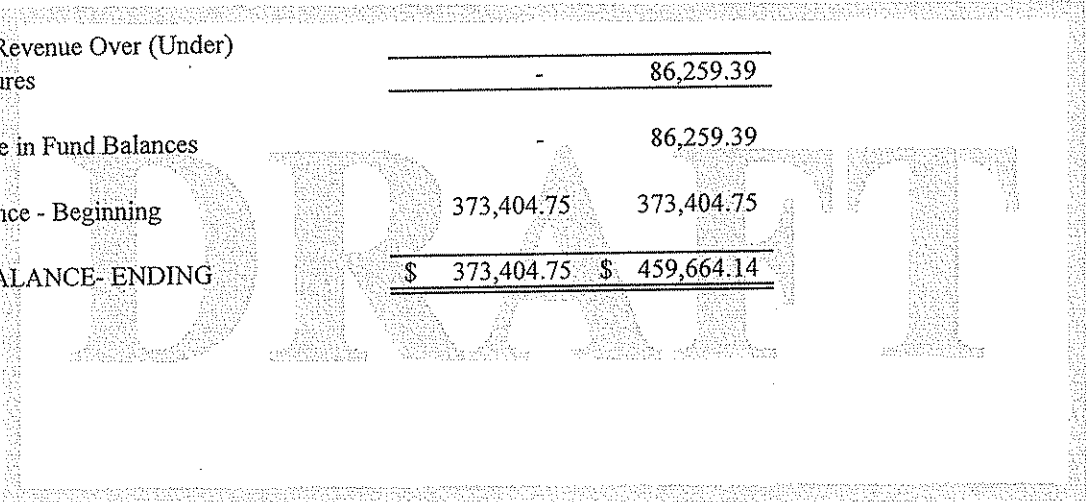 Revenue Over (Under)
ures - 86,259.39
e in Fund Balances - 86,259.39
nce - Beginning 373,404.75 373,404.75
ALANCE- ENDING $ 373,404.75 $ 459,664.14
DRAFT